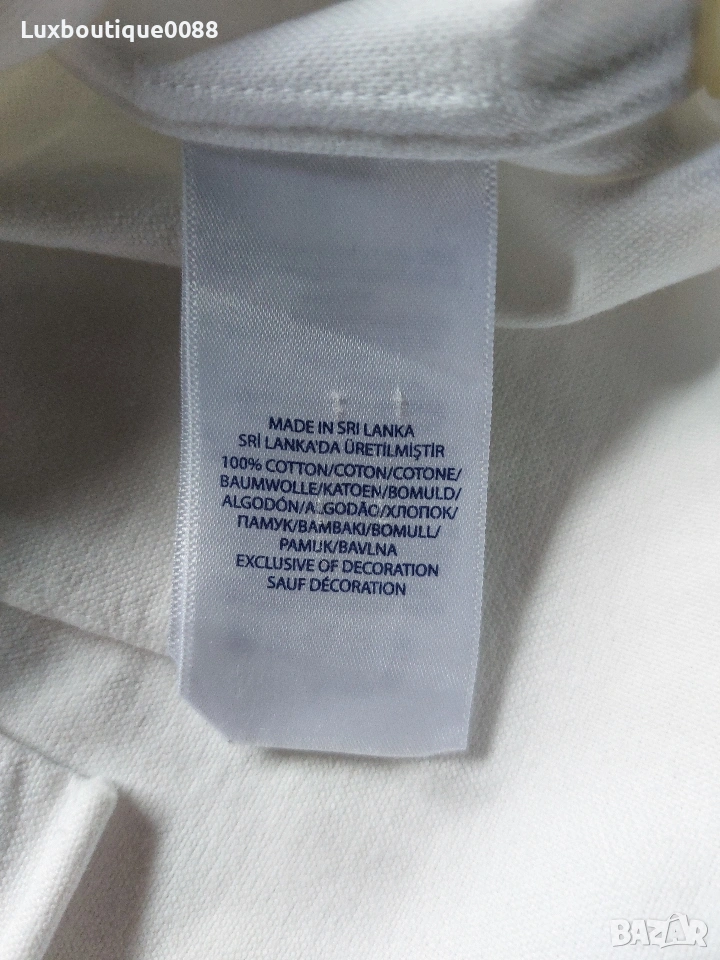 Luxboutique0088
MADE IN SRI LANKA
SRİ LANKA'DA ÜRETİLMİŞTİR
100% COTTON/COTON/COTONE/
BAUMWOLLE/KATOEN/BOMULD/
ALGODÓN/ALGODÃO/ХЛОПОК/
ПАМУК/BAMBAKI/BOMULL/
PAMUK/BAVLNA
EXCLUSIVE OF DECORATION
SAUF DÉCORATION
BAZAR